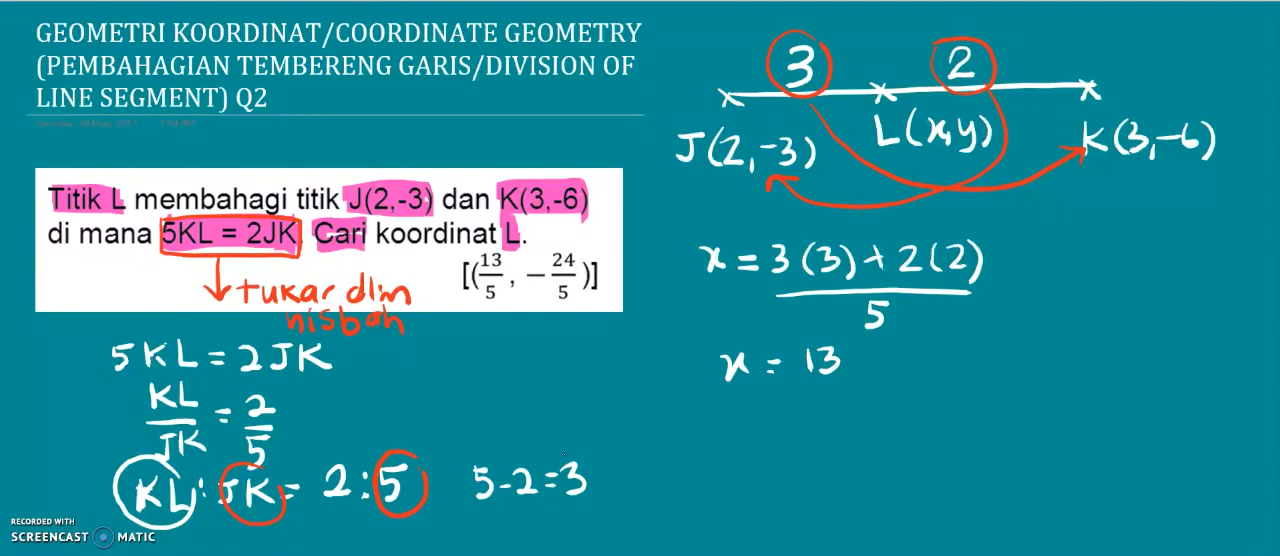 GEOMETRI KOORDINAT/COORDINATE GEOMETRY
(PEMBAHAGIAN TEMBERENG GARIS/DIVISION OF
LINE SEGMENT) Q2
Titik L membahagi titik J(2,-3) dan K(3,-6)
di mana 5KL = 2JK. Cari koordinat L.
[(13/5, −24/5)]
tukar dlm
nisbah
5KL = 2JK
KL/JK = 2/5
KL : JK = 2 : 5
5-2=3
3 2
J(2,-3) L(x,y) K(3,-6)
x = 3(3)+2(2)
5
x = 13
RECORDED WITH
SCREENCAST MATIC